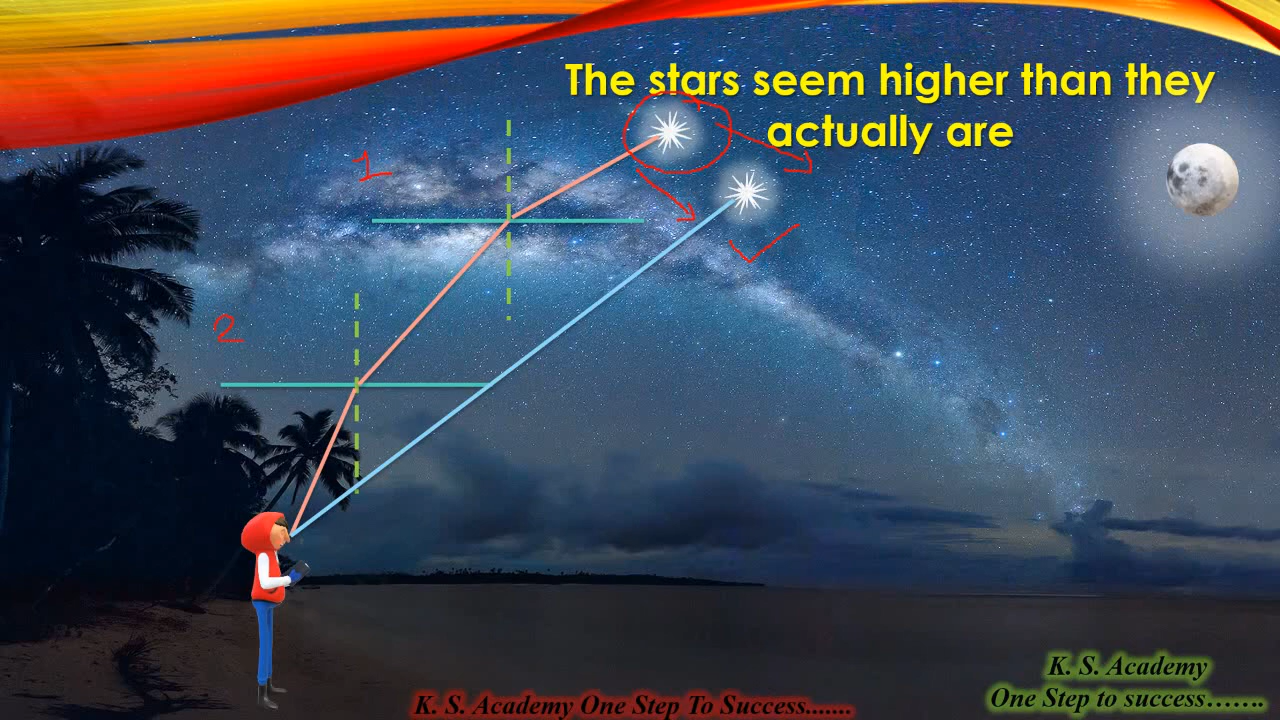 The stars seem higher than they
actually are
1
2
K. S. Academy
One Step to success…….
K. S. Academy One Step To Success.......